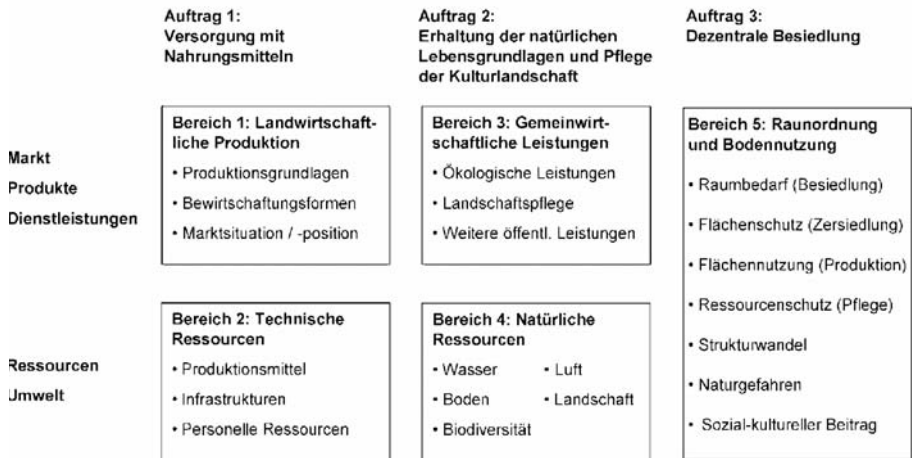 Auftrag 1:
Versorgung mit
Nahrungsmitteln
Auftrag 2:
Erhaltung der natürlichen
Lebensgrundlagen und Pflege
der Kulturlandschaft
Auftrag 3:
Dezentrale Besiedlung
Markt
Produkte
Dienstleistungen
Bereich 1: Landwirtschaft-
liche Produktion
• Produktionsgrundlagen
• Bewirtschaftungsformen
• Marktsituation / -position
Bereich 3: Gemeinwirt-
schaftliche Leistungen
• Ökologische Leistungen
• Landschaftspflege
• Weitere öffentl. Leistungen
Bereich 5: Raunordnung
und Bodennutzung
• Raumbedarf (Besiedlung)
• Flächenschutz (Zersiedlung)
• Flächennutzung (Produktion)
• Ressourcenschutz (Pflege)
• Strukturwandel
• Naturgefahren
• Sozial-kultureller Beitrag
Ressourcen
Umwelt
Bereich 2: Technische
Ressourcen
• Produktionsmittel
• Infrastrukturen
• Personelle Ressourcen
Bereich 4: Natürliche
Ressourcen
• Wasser • Luft
• Boden • Landschaft
• Biodiversität